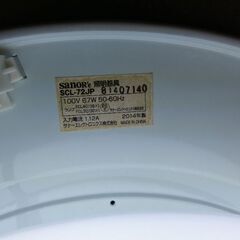 sanor's 照明器具
SCL-72JP 81407140
100V 67W 50-60Hz
入力電流 1.12A 2014年製
サナーエレクトロニクス株式会社 MADE IN CHINA